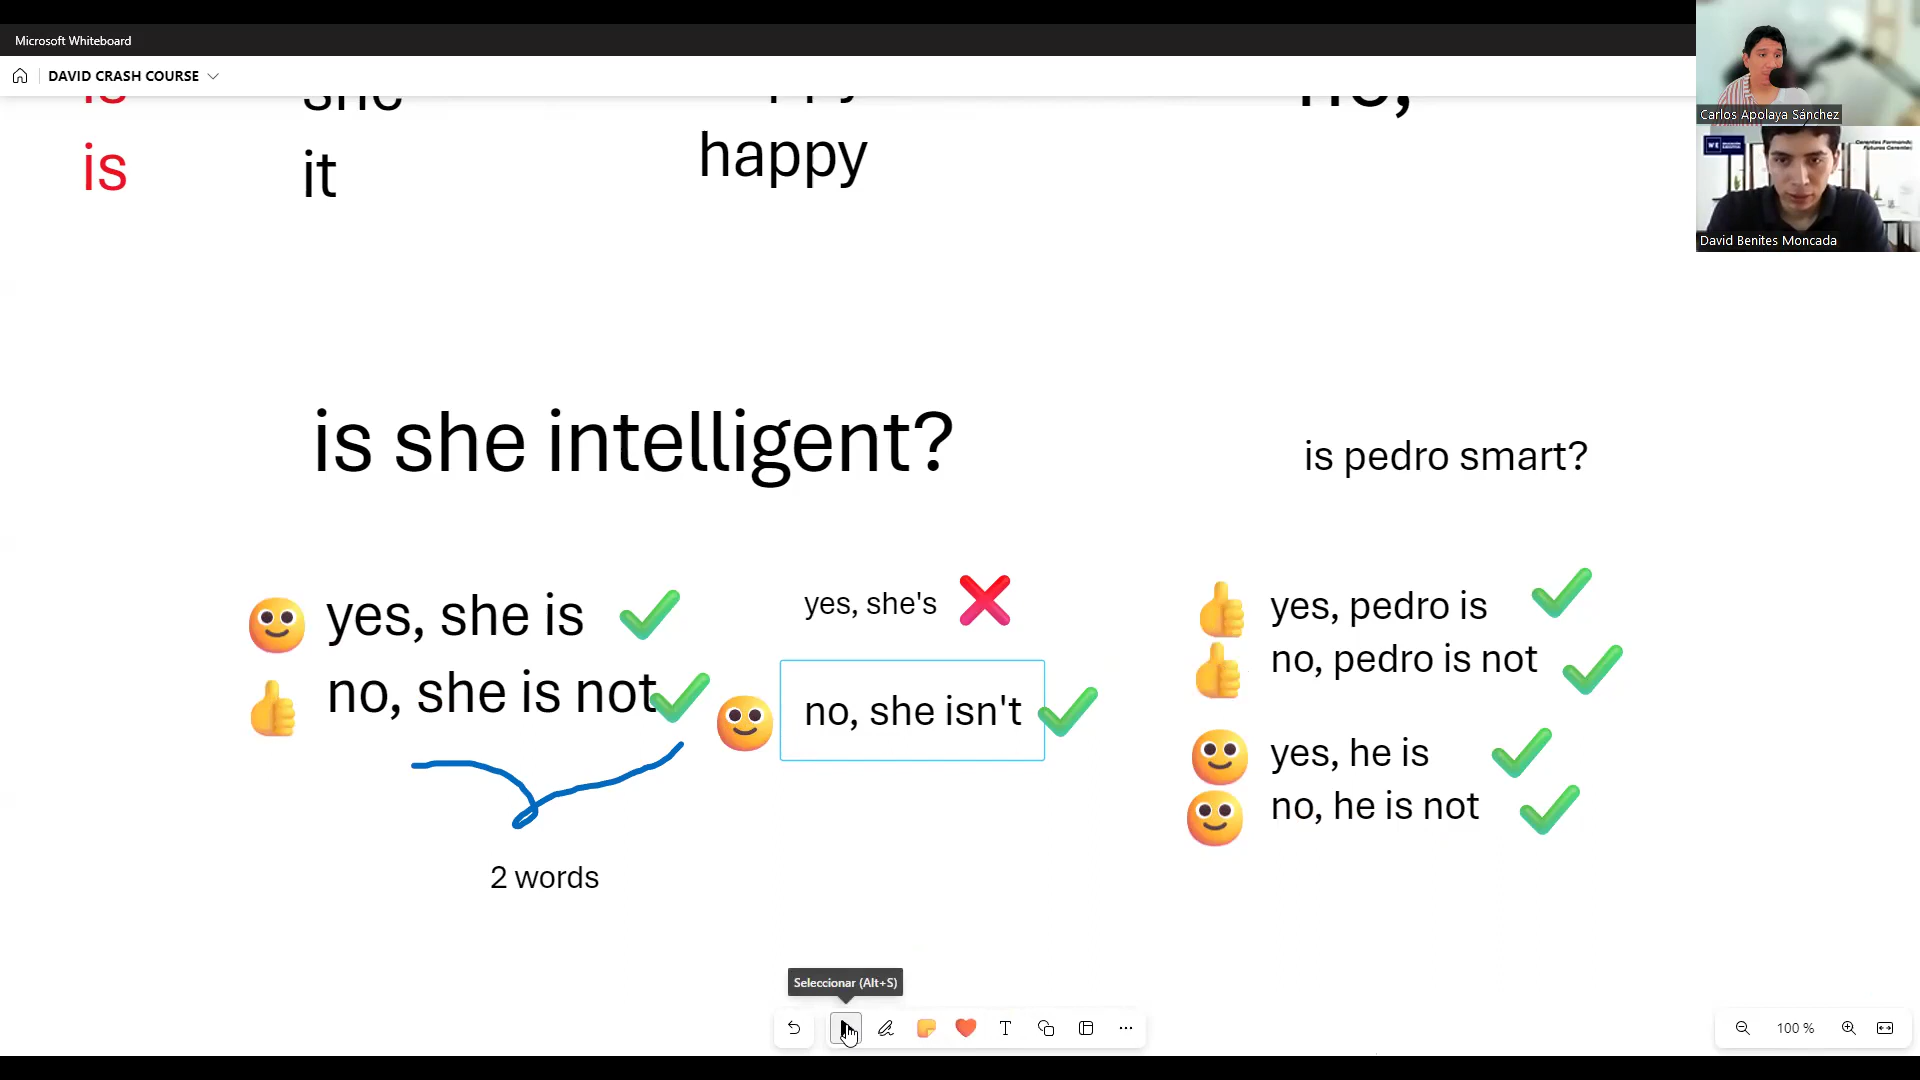 Microsoft Whiteboard
DAVID CRASH COURSE
is she
is it
happy
Carlos Apolaya Sánchez
David Benites Moncada
is she intelligent?
is pedro smart?
yes, she is
no, she is not
2 words
yes, she's
no, she isn't
yes, pedro is
no, pedro is not
yes, he is
no, he is not
Seleccionar (Alt+S)
100 %